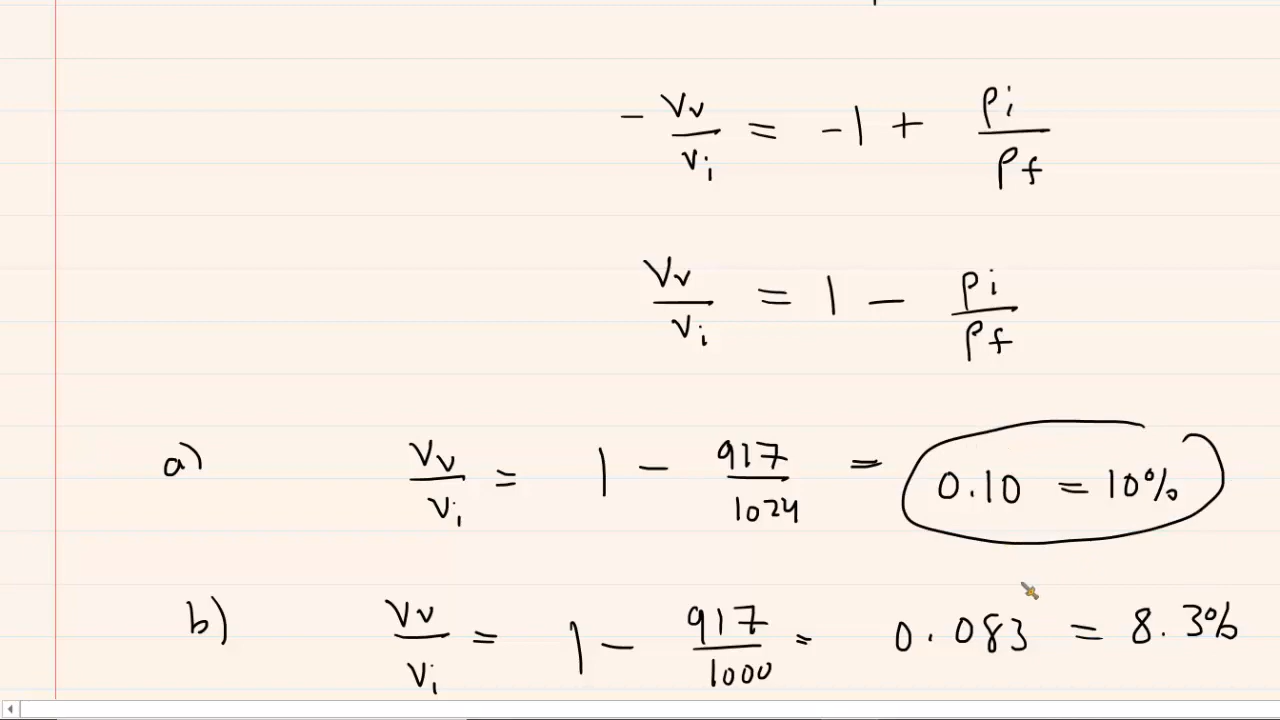 - Vv/vi = -1 + ρi/ρf
Vv/vi = 1 - ρi/ρf
a) Vv/vi = 1 - 917/1024 = 0.10 = 10%
b) Vv/vi = 1 - 917/1000 = 0.083 = 8.3%